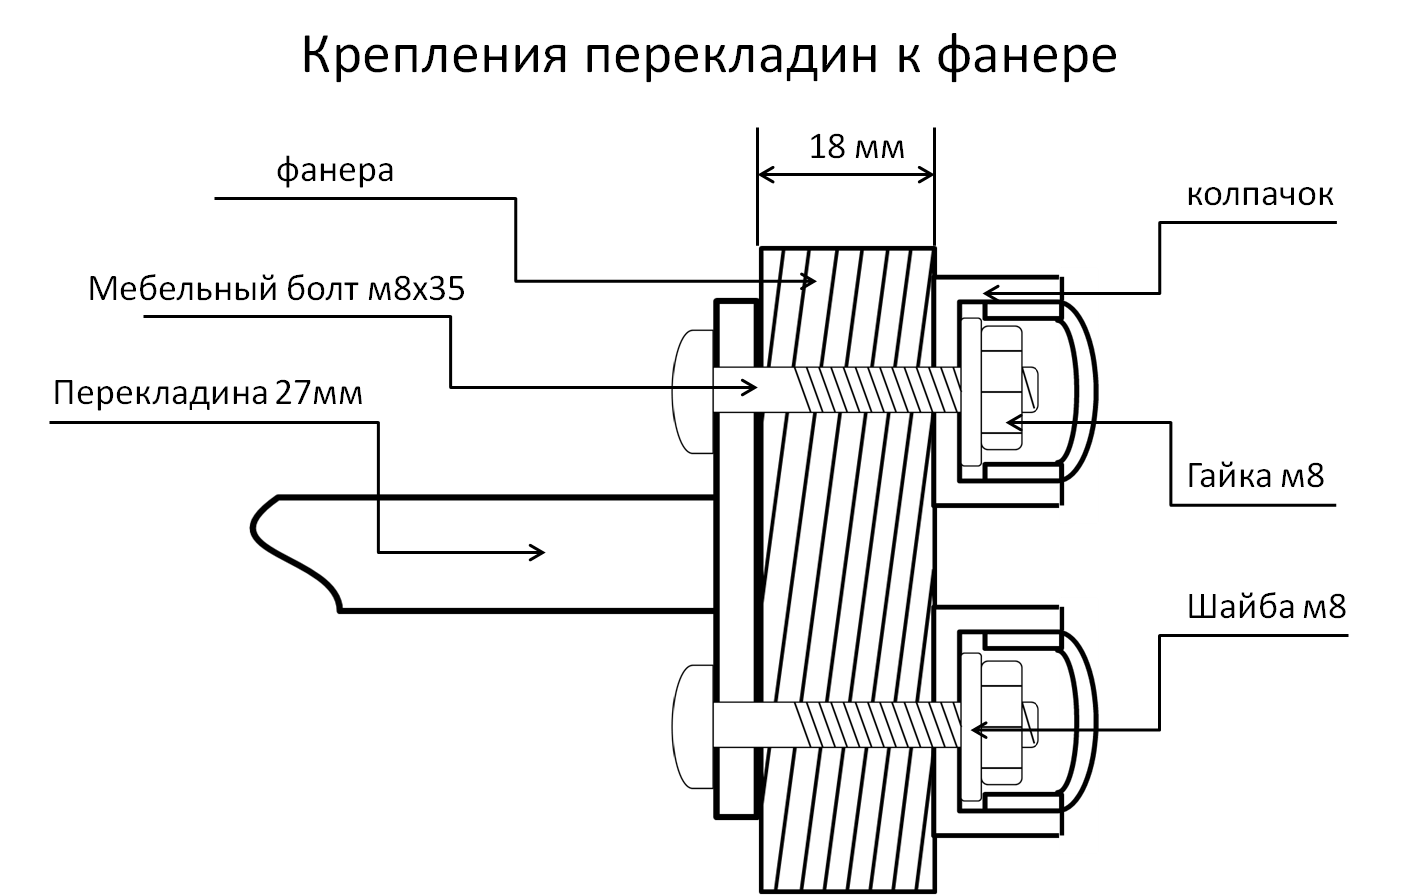 Крепления перекладин к фанере
18 мм
фанера
колпачок
Мебельный болт м8х35
Перекладина 27мм
Гайка м8
Шайба м8